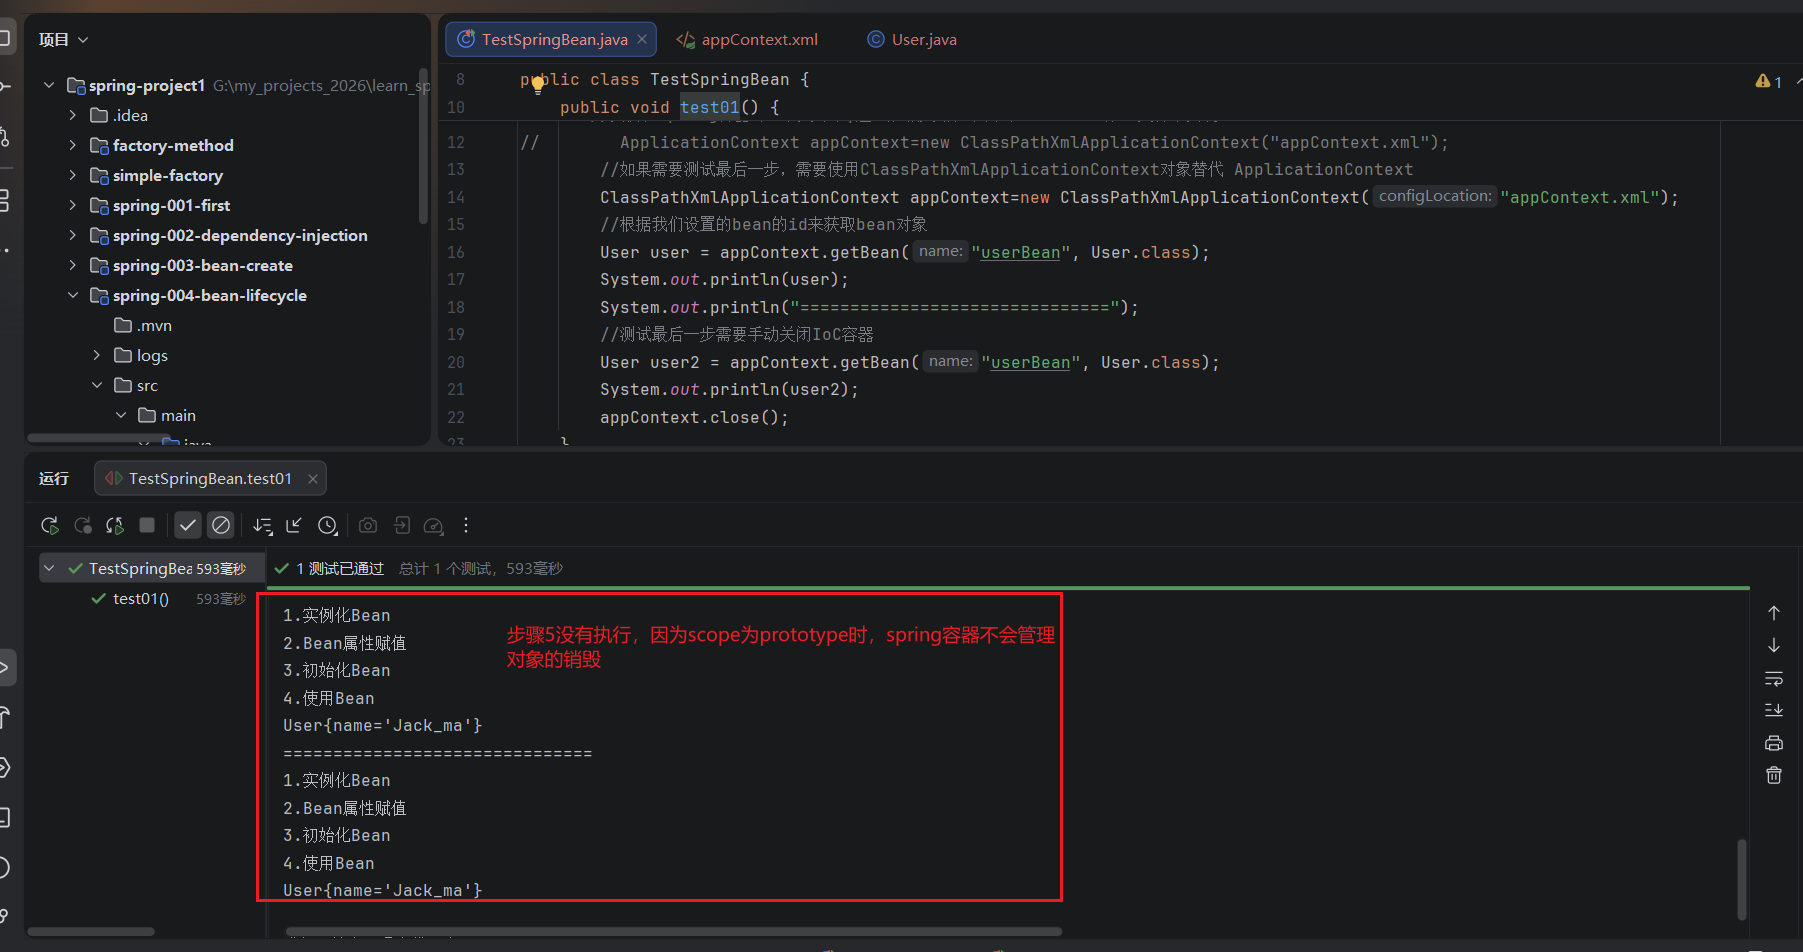 项目
TestSpringBean.java
appContext.xml
User.java
spring-project1 G:\my_projects_2026\learn_sp
.idea
factory-method
simple-factory
spring-001-first
spring-002-dependency-injection
spring-003-bean-create
spring-004-bean-lifecycle
.mvn
logs
src
main
java
8 public class TestSpringBean {
1
10 public void test01() {
12 // ApplicationContext appContext=new ClassPathXmlApplicationContext("appContext.xml");
13 //如果需要测试最后一步，需要使用ClassPathXmlApplicationContext对象替代 ApplicationContext
14 ClassPathXmlApplicationContext appContext=new ClassPathXmlApplicationContext( configLocation: "appContext.xml");
15 //根据我们设置的bean的id来获取bean对象
16 User user = appContext.getBean( name: "userBean", User.class);
17 System.out.println(user);
18 System.out.println("===============================");
19 //测试最后一步需要手动关闭IoC容器
20 User user2 = appContext.getBean( name: "userBean", User.class);
21 System.out.println(user2);
22 appContext.close();
23 }
运行
TestSpringBean.test01
TestSpringBea 593毫秒
test01() 593毫秒
1 测试已通过 总计 1 个测试，593毫秒
1.实例化Bean
2.Bean属性赋值
3.初始化Bean
4.使用Bean
User{name='Jack_ma'}
===============================
1.实例化Bean
2.Bean属性赋值
3.初始化Bean
4.使用Bean
User{name='Jack_ma'}
步骤5没有执行，因为scope为prototype时，spring容器不会管理
对象的销毁